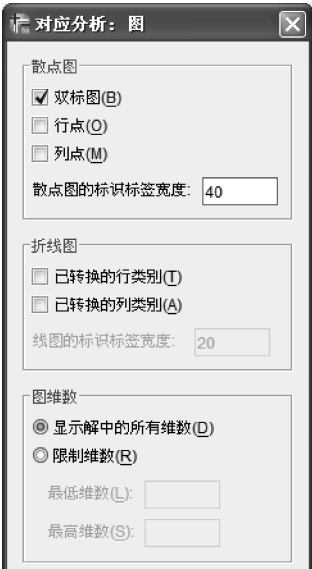 对应分析：图
散点图
双标图(B)
行点(O)
列点(M)
散点图的标识标签宽度: 40
折线图
已转换的行类别(T)
已转换的列类别(A)
线图的标识标签宽度: 20
图维数
显示解中的所有维数(D)
限制维数(R)
最低维数(L):
最高维数(S):